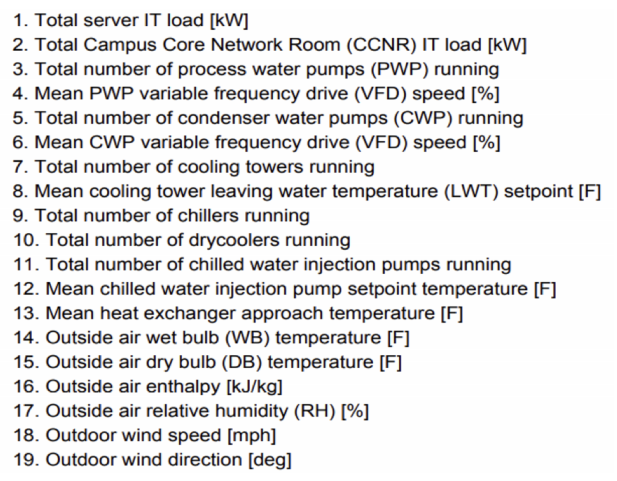 1. Total server IT load [kW]
2. Total Campus Core Network Room (CCNR) IT load [kW]
3. Total number of process water pumps (PWP) running
4. Mean PWP variable frequency drive (VFD) speed [%]
5. Total number of condenser water pumps (CWP) running
6. Mean CWP variable frequency drive (VFD) speed [%]
7. Total number of cooling towers running
8. Mean cooling tower leaving water temperature (LWT) setpoint [F]
9. Total number of chillers running
10. Total number of drycoolers running
11. Total number of chilled water injection pumps running
12. Mean chilled water injection pump setpoint temperature [F]
13. Mean heat exchanger approach temperature [F]
14. Outside air wet bulb (WB) temperature [F]
15. Outside air dry bulb (DB) temperature [F]
16. Outside air enthalpy [kJ/kg]
17. Outside air relative humidity (RH) [%]
18. Outdoor wind speed [mph]
19. Outdoor wind direction [deg]